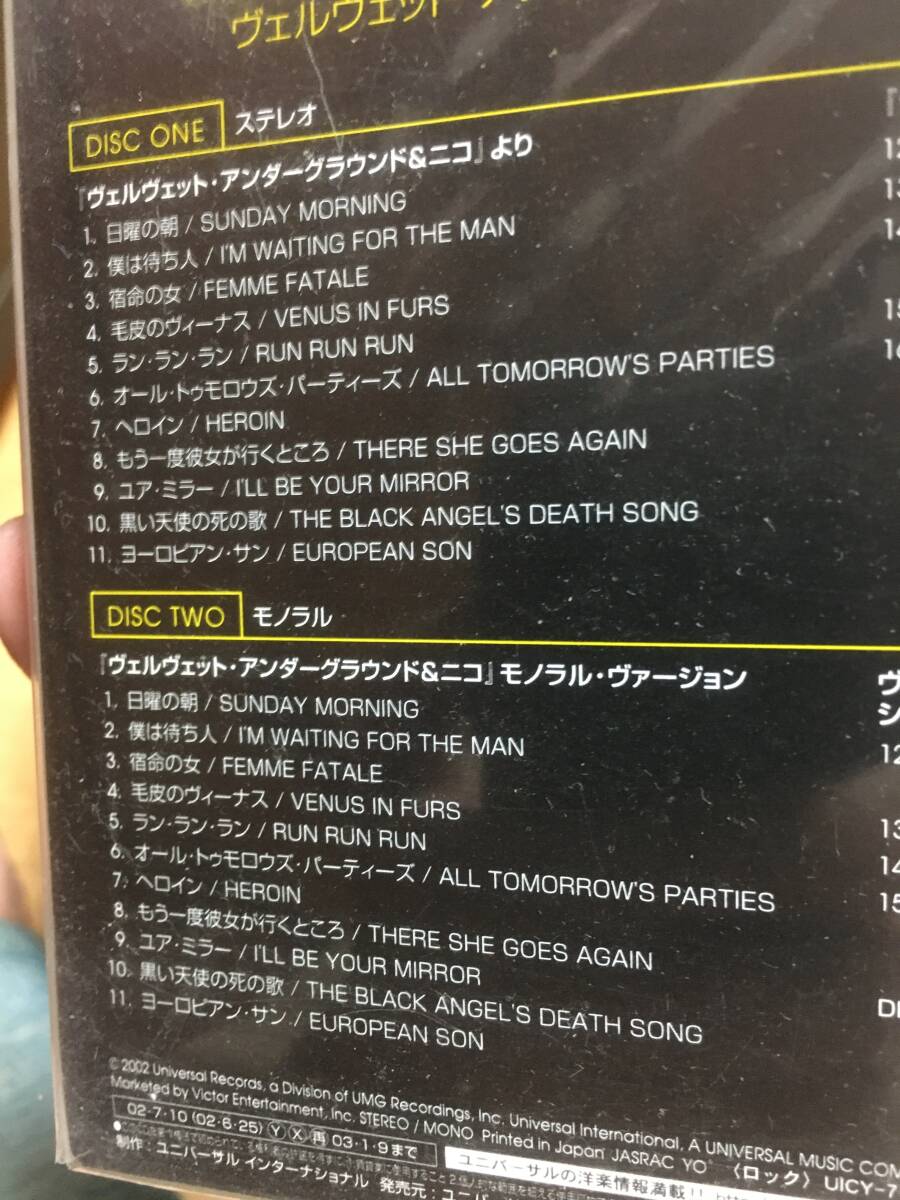 ヴェルヴェット・
DISC ONE ステレオ
『ヴェルヴェット・アンダーグラウンド&ニコ』より
1. 日曜の朝 / SUNDAY MORNING
2. 僕は待ち人 / I'M WAITING FOR THE MAN
3. 宿命の女 / FEMME FATALE
4. 毛皮のヴィーナス / VENUS IN FURS
5. ラン・ラン・ラン / RUN RUN RUN
6. オール・トゥモロウズ・パーティーズ / ALL TOMORROW'S PARTIES
7. ヘロイン / HEROIN
8. もう一度彼女が行くところ / THERE SHE GOES AGAIN
9. ユア・ミラー / I'LL BE YOUR MIRROR
10. 黒い天使の死の歌 / THE BLACK ANGEL'S DEATH SONG
11. ヨーロピアン・サン / EUROPEAN SON
12
13
14
15
16
DISC TWO モノラル
『ヴェルヴェット・アンダーグラウンド&ニコ』モノラル・ヴァージョン
1. 日曜の朝 / SUNDAY MORNING
2. 僕は待ち人 / I'M WAITING FOR THE MAN
3. 宿命の女 / FEMME FATALE
4. 毛皮のヴィーナス / VENUS IN FURS
5. ラン・ラン・ラン / RUN RUN RUN
6. オール・トゥモロウズ・パーティーズ / ALL TOMORROW'S PARTIES
7. ヘロイン / HEROIN
8. もう一度彼女が行くところ / THERE SHE GOES AGAIN
9. ユア・ミラー / I'LL BE YOUR MIRROR
10. 黒い天使の死の歌 / THE BLACK ANGEL'S DEATH SONG
11. ヨーロピアン・サン / EUROPEAN SON
ヴ
シ
12
13
14
15
© 2002 Universal Records, a Division of UMG Recordings, Inc. Universal International, A UNIVERSAL MUSIC COM
Marketed by Victor Entertainment, Inc. STEREO / MONO Printed in Japan JASRAC YO 〈ロック〉 UICY-7
02・7・10 (02・6・25) Ⓨ Ⓧ 再 03・1・9まで
制作：ユニバーサル インターナショナル 発売元：ユニバ
ユニバーサルの洋楽情報満載!!